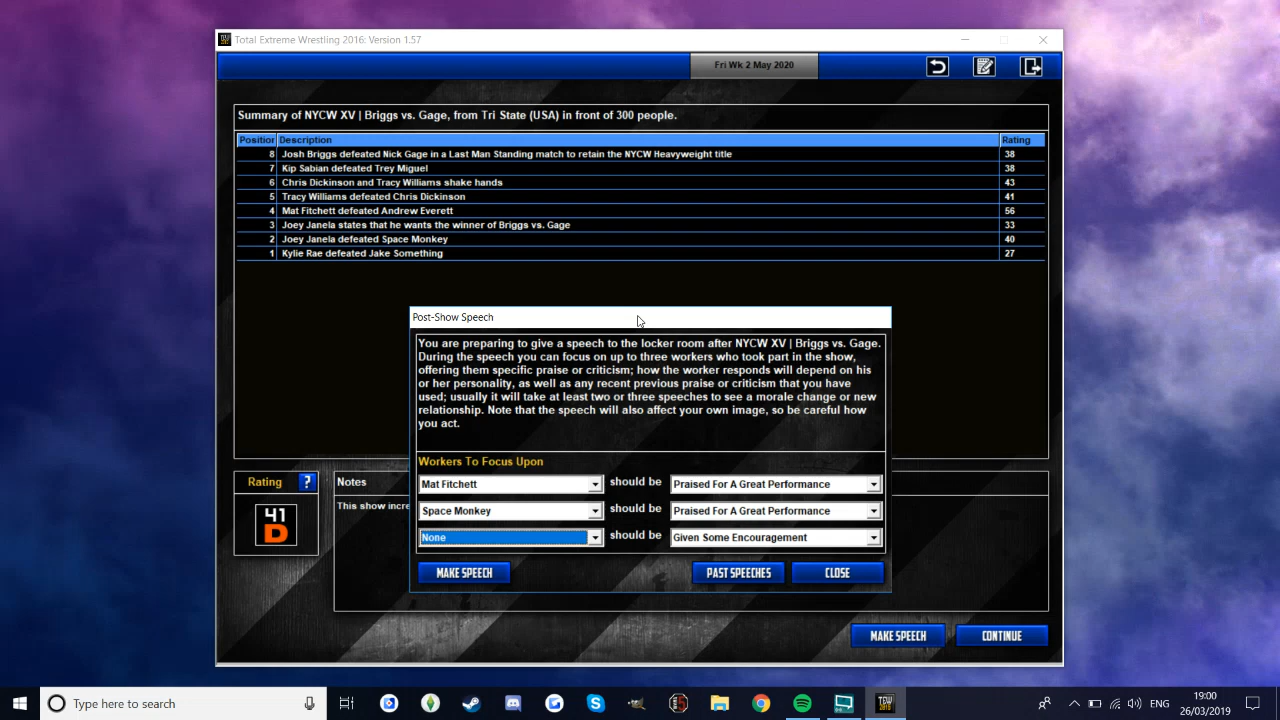 Total Extreme Wrestling 2016: Version 1.57
Fri Wk 2 May 2020
Summary of NYCW XV | Briggs vs. Gage, from Tri State (USA) in front of 300 people.
Position Description Rating
8 Josh Briggs defeated Nick Gage in a Last Man Standing match to retain the NYCW Heavyweight title 38
7 Kip Sabian defeated Trey Miguel 38
6 Chris Dickinson and Tracy Williams shake hands 43
5 Tracy Williams defeated Chris Dickinson 41
4 Mat Fitchett defeated Andrew Everett 56
3 Joey Janela states that he wants the winner of Briggs vs. Gage 33
2 Joey Janela defeated Space Monkey 40
1 Kylie Rae defeated Jake Something 27
Post-Show Speech
You are preparing to give a speech to the locker room after NYCW XV | Briggs vs. Gage.
During the speech you can focus on up to three workers who took part in the show,
offering them specific praise or criticism; how the worker responds will depend on his
or her personality, as well as any recent previous praise or criticism that you have
used; usually it will take at least two or three speeches to see a morale change or new
relationship. Note that the speech will also affect your own image, so be careful how
you act.
Workers To Focus Upon
Mat Fitchett should be Praised For A Great Performance
Space Monkey should be Praised For A Great Performance
None should be Given Some Encouragement
MAKE SPEECH PAST SPEECHES CLOSE
Rating ? Notes
41
D
This show incre
MAKE SPEECH CONTINUE
Type here to search
TEW
2016
ENG
19:00
26/03/2019